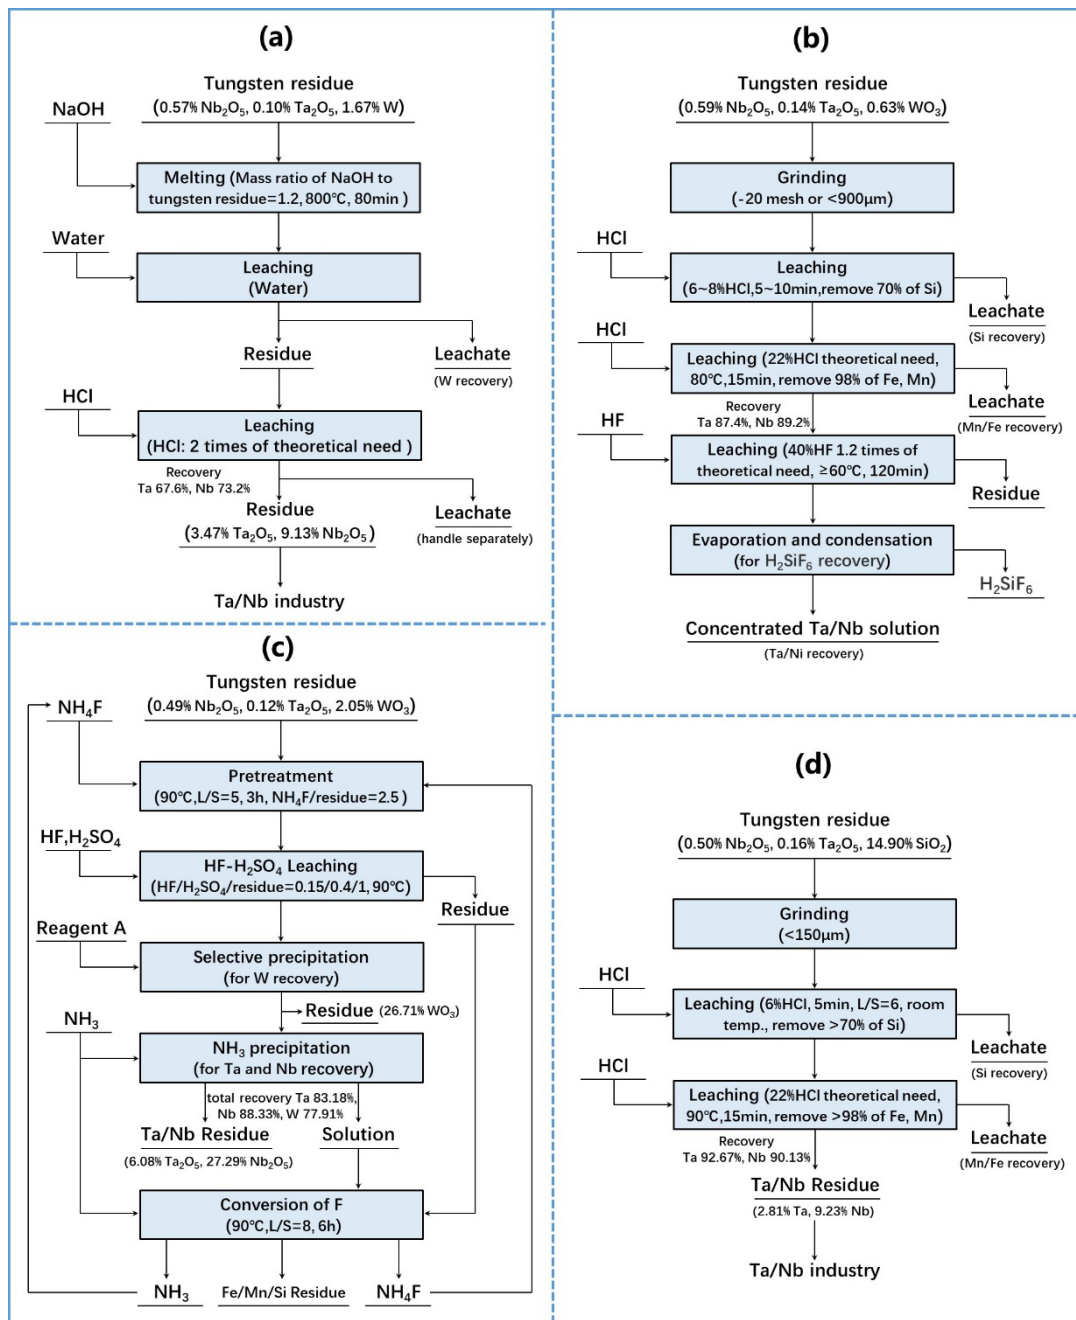 (a)
Tungsten residue
NaOH
(0.57% Nb₂O₅, 0.10% Ta₂O₅, 1.67% W)
Melting (Mass ratio of NaOH to
tungsten residue=1.2, 800℃, 80min )
Water
Leaching
(Water)
Residue
Leachate
(W recovery)
HCl
Leaching
(HCl: 2 times of theoretical need )
Recovery
Ta 67.6%, Nb 73.2%
Residue
(3.47% Ta₂O₅, 9.13% Nb₂O₅)
Leachate
(handle separately)
Ta/Nb industry
(b)
Tungsten residue
(0.59% Nb₂O₅, 0.14% Ta₂O₅, 0.63% WO₃)
Grinding
(-20 mesh or <900μm)
HCl
Leaching
(6~8%HCl,5~10min,remove 70% of Si)
Leachate
(Si recovery)
HCl
Leaching (22%HCl theoretical need,
80℃,15min, remove 98% of Fe, Mn)
Leachate
(Mn/Fe recovery)
Recovery
Ta 87.4%, Nb 89.2%
HF
Leaching (40%HF 1.2 times of
theoretical need, ≥60℃, 120min)
Residue
Evaporation and condensation
(for H₂SiF₆ recovery)
H₂SiF₆
Concentrated Ta/Nb solution
(Ta/Ni recovery)
(c)
Tungsten residue
NH₄F
(0.49% Nb₂O₅, 0.12% Ta₂O₅, 2.05% WO₃)
Pretreatment
(90℃,L/S=5, 3h, NH₄F/residue=2.5 )
HF,H₂SO₄
HF-H₂SO₄ Leaching
(HF/H₂SO₄/residue=0.15/0.4/1, 90℃)
Residue
Reagent A
Selective precipitation
(for W recovery)
Residue (26.71% WO₃)
NH₃
NH₃ precipitation
(for Ta and Nb recovery)
total recovery Ta 83.18%,
Nb 88.33%, W 77.91%
Ta/Nb Residue
(6.08% Ta₂O₅, 27.29% Nb₂O₅)
Solution
Conversion of F
(90℃,L/S=8, 6h)
NH₃
Fe/Mn/Si Residue
NH₄F
(d)
Tungsten residue
(0.50% Nb₂O₅, 0.16% Ta₂O₅, 14.90% SiO₂)
Grinding
(<150μm)
HCl
Leaching (6%HCl, 5min, L/S=6, room
temp., remove >70% of Si)
Leachate
(Si recovery)
HCl
Leaching (22%HCl theoretical need,
90℃,15min, remove >98% of Fe, Mn)
Leachate
(Mn/Fe recovery)
Recovery
Ta 92.67%, Nb 90.13%
Ta/Nb Residue
(2.81% Ta, 9.23% Nb)
Ta/Nb industry